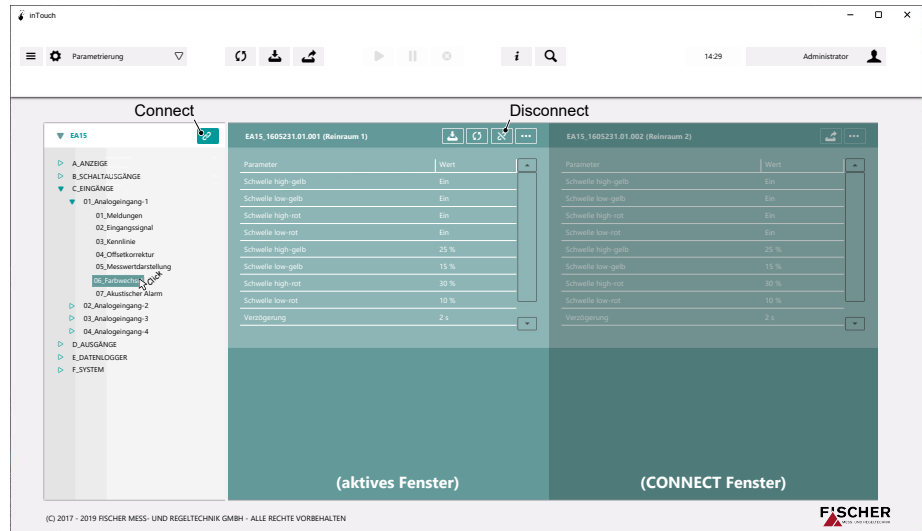 inTouch
Parametrierung
14:29
Administrator
Connect
Disconnect
EA15
EA15_1605231.01.001 (Reinraum 1)
EA15_1605231.01.002 (Reinraum 2)
A_ANZEIGE
B_SCHALTAUSGÄNGE
C_EINGÄNGE
01_Analogeingang-1
01_Meldungen
02_Eingangssignal
03_Kennlinie
04_Offsetkorrektur
05_Messwertdarstellung
06_Farbwechsel
Click
07_Akustischer Alarm
02_Analogeingang-2
03_Analogeingang-3
04_Analogeingang-4
D_AUSGÄNGE
E_DATENLOGGER
F_SYSTEM
Parameter Wert
Schwelle high-gelb Ein
Schwelle low-gelb Ein
Schwelle high-rot Ein
Schwelle low-rot Ein
Schwelle high-gelb 25 %
Schwelle low-gelb 15 %
Schwelle high-rot 30 %
Schwelle low-rot 10 %
Verzögerung 2 s
(aktives Fenster)
Parameter Wert
Schwelle high-gelb Ein
Schwelle low-gelb Ein
Schwelle high-rot Ein
Schwelle low-rot Ein
Schwelle high-gelb 25 %
Schwelle low-gelb 15 %
Schwelle high-rot 30 %
Schwelle low-rot 10 %
Verzögerung 2 s
(CONNECT Fenster)
(C) 2017 - 2019 FISCHER MESS- UND REGELTECHNIK GMBH - ALLE RECHTE VORBEHALTEN
FISCHER
MESS- UND REGELTECHNIK